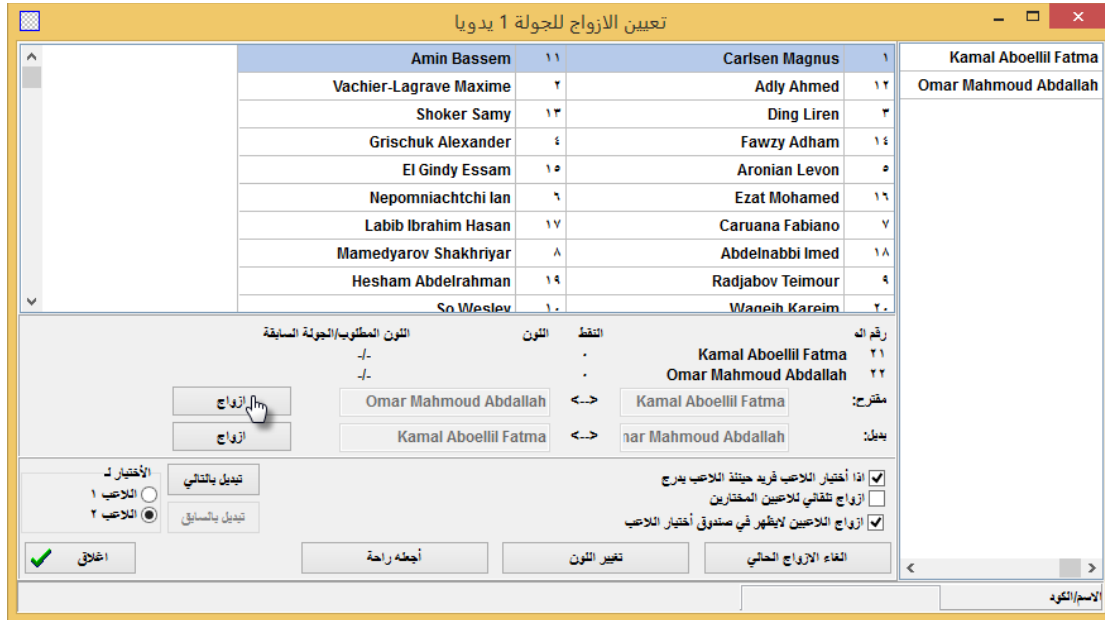 تعيين الازواج للجولة 1 يدويا
Kamal Aboellil Fatma
Omar Mahmoud Abdallah
١ Carlsen Magnus ١١ Amin Bassem
١٢ Adly Ahmed ٢ Vachier-Lagrave Maxime
٣ Ding Liren ١٣ Shoker Samy
١٤ Fawzy Adham ٤ Grischuk Alexander
٥ Aronian Levon ١٥ El Gindy Essam
١٦ Ezat Mohamed ٦ Nepomniachtchi Ian
٧ Caruana Fabiano ١٧ Labib Ibrahim Hasan
١٨ Abdelnabbi Imed ٨ Mamedyarov Shakhriyar
٩ Radjabov Teimour ١٩ Hesham Abdelrahman
٢٠ Wageih Kareim ١٠ So Wesley
رقم اله النقط اللون اللون المطلوب/الجولة السابقة
٢١ Kamal Aboellil Fatma ٠ -/-
٢٢ Omar Mahmoud Abdallah ٠ -/-
مقترح: Kamal Aboellil Fatma <--> Omar Mahmoud Abdallah ازواج
بديل: nar Mahmoud Abdallah <--> Kamal Aboellil Fatma ازواج
اذا أختيار اللاعب فريد حيتئذ اللاعب يدرج
ازواج تلقائي للاعبين المختارين
ازواج اللاعبين لايظهر في صندوق أختيار اللاعب
تبديل بالتالي
تبديل بالسابق
الأختيار لـ
اللاعب ١
اللاعب ٢
الغاء الازواج الحالي تغيير اللون أجعله راحة اغلاق
الاسم/الكود